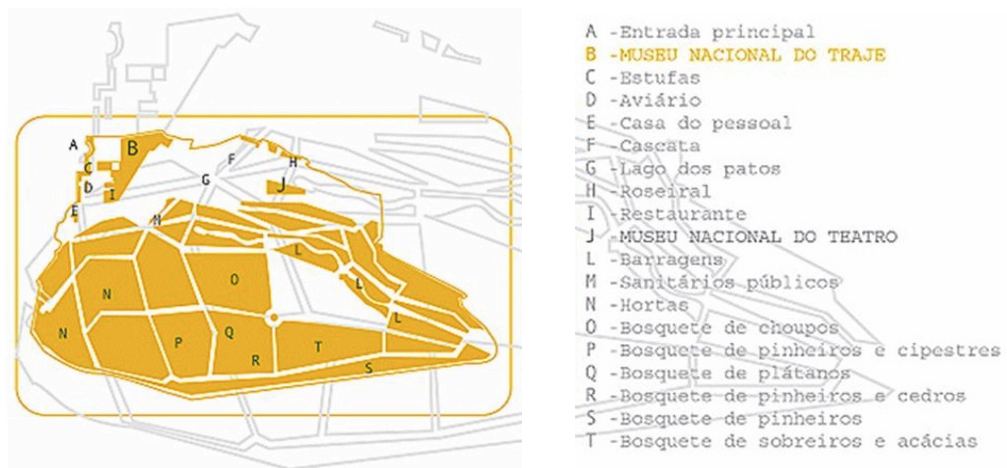 A
B
C
D
I
E
F
G
H
J
M
L
L
L
N
N
O
P
Q
R
S
T
A -Entrada principal
B -MUSEU NACIONAL DO TRAJE
C -Estufas
D -Aviário
E -Casa do pessoal
F -Cascata
G -Lago dos patos
H -Roseiral
I -Restaurante
J -MUSEU NACIONAL DO TEATRO
L -Barragens
M -Sanitários públicos
N -Hortas
O -Bosquete de choupos
P -Bosquete de pinheiros e cipestres
Q -Bosquete de plátanos
R -Bosquete de pinheiros e cedros
S -Bosquete de pinheiros
T -Bosquete de sobreiros e acácias